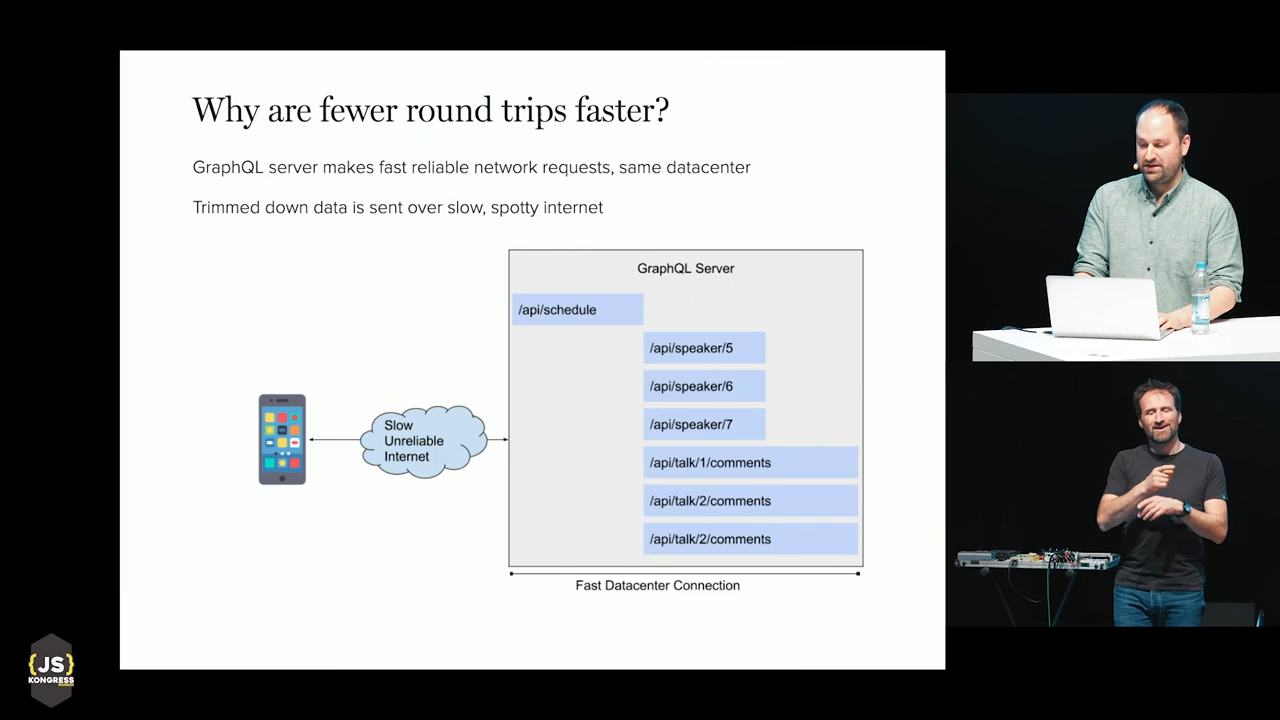 Why are fewer round trips faster?
GraphQL server makes fast reliable network requests, same datacenter
Trimmed down data is sent over slow, spotty internet
GraphQL Server
/api/schedule
/api/speaker/5
/api/speaker/6
/api/speaker/7
/api/talk/1/comments
/api/talk/2/comments
/api/talk/2/comments
Slow
Unreliable
Internet
Fast Datacenter Connection
{JS}
KONGRESS